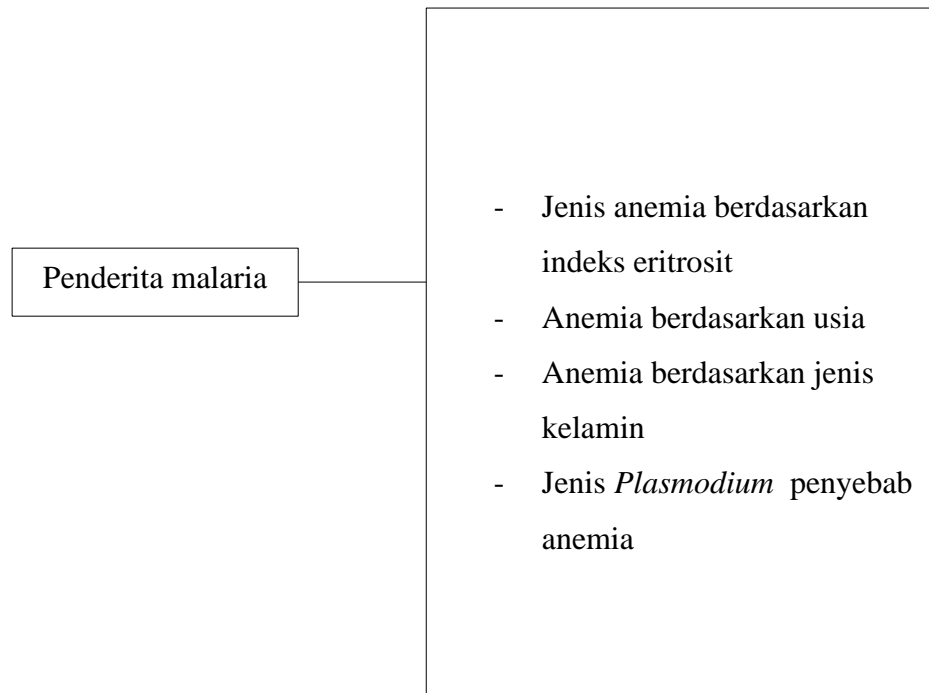 Penderita malaria
- Jenis anemia berdasarkan
indeks eritrosit
- Anemia berdasarkan usia
- Anemia berdasarkan jenis
kelamin
- Jenis Plasmodium penyebab
anemia